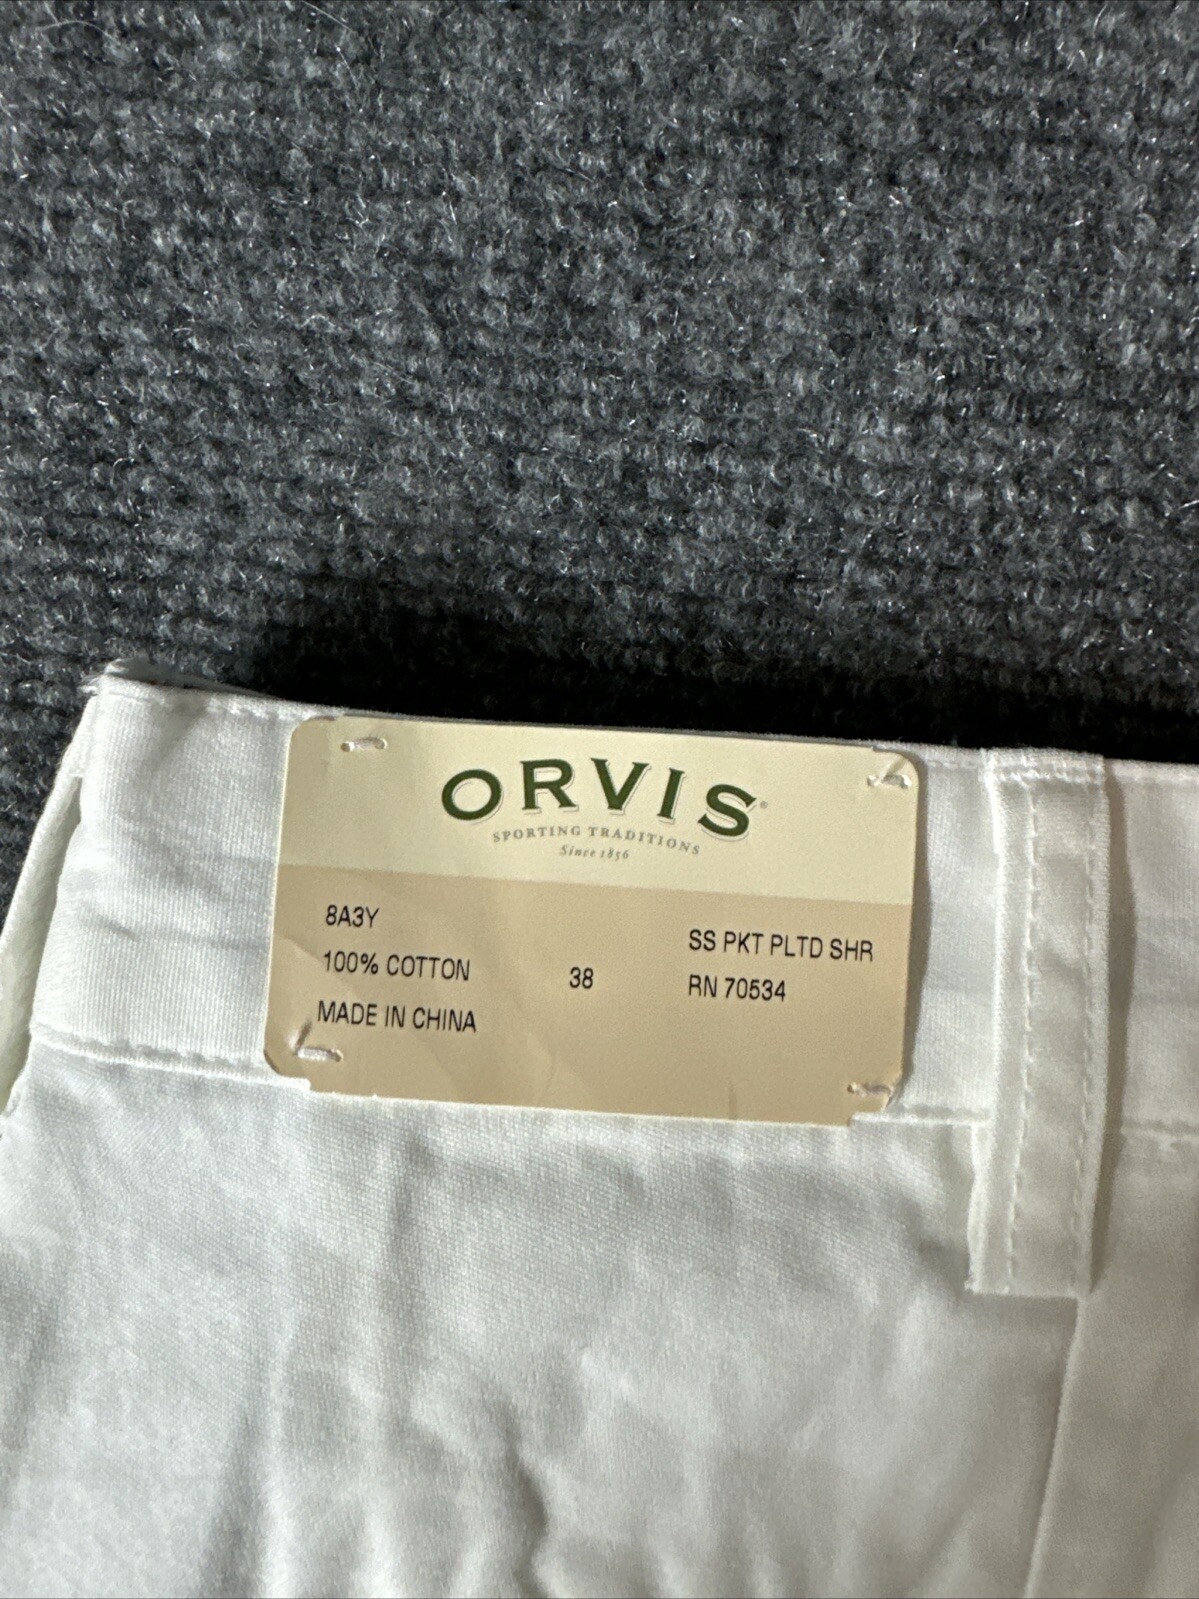 ORVIS®
SPORTING TRADITIONS
Since 1856
8A3Y
100% COTTON
MADE IN CHINA
38
SS PKT PLTD SHR
RN 70534